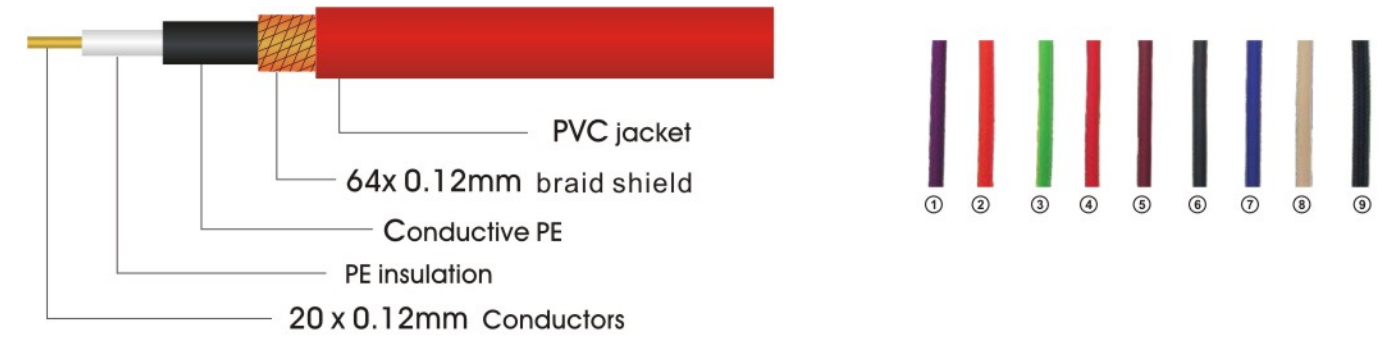 PVC jacket
64x 0.12mm braid shield
Conductive PE
PE insulation
20 x 0.12mm Conductors
① ② ③ ④ ⑤ ⑥ ⑦ ⑧ ⑨